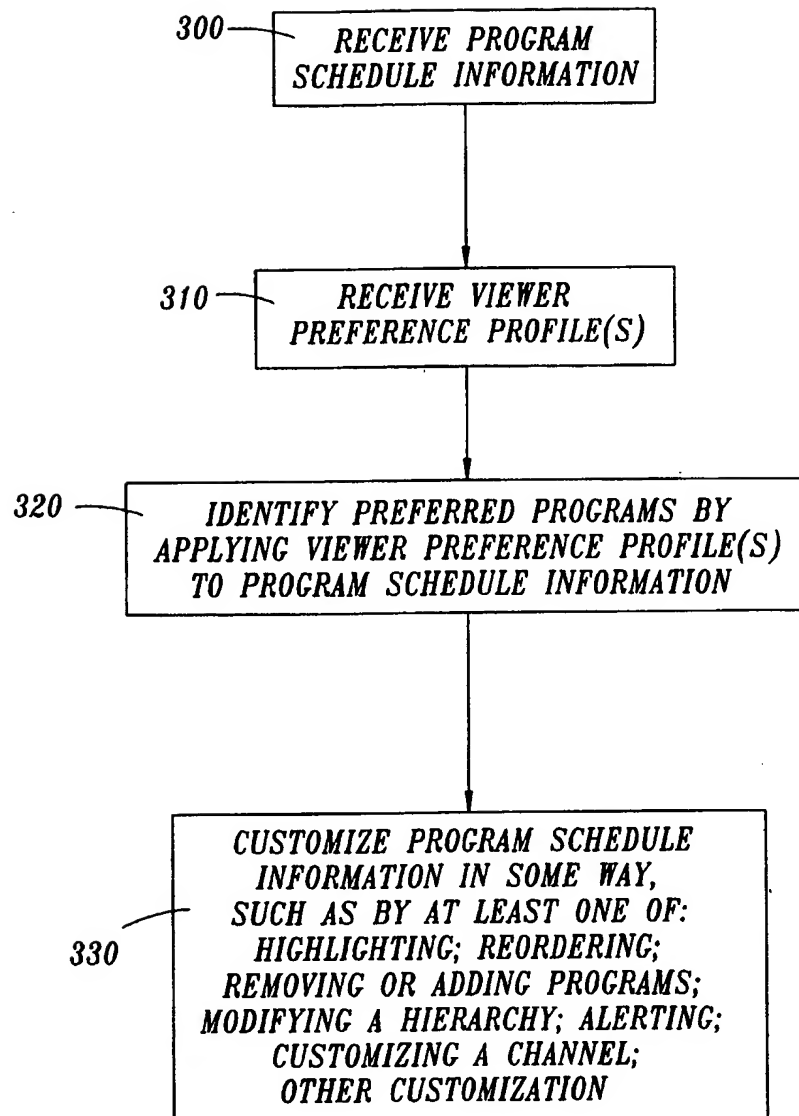 300
RECEIVE PROGRAM
SCHEDULE INFORMATION
310
RECEIVE VIEWER
PREFERENCE PROFILE(S)
320
IDENTIFY PREFERRED PROGRAMS BY
APPLYING VIEWER PREFERENCE PROFILE(S)
TO PROGRAM SCHEDULE INFORMATION
330
CUSTOMIZE PROGRAM SCHEDULE
INFORMATION IN SOME WAY,
SUCH AS BY AT LEAST ONE OF:
HIGHLIGHTING; REORDERING;
REMOVING OR ADDING PROGRAMS;
MODIFYING A HIERARCHY; ALERTING;
CUSTOMIZING A CHANNEL;
OTHER CUSTOMIZATION